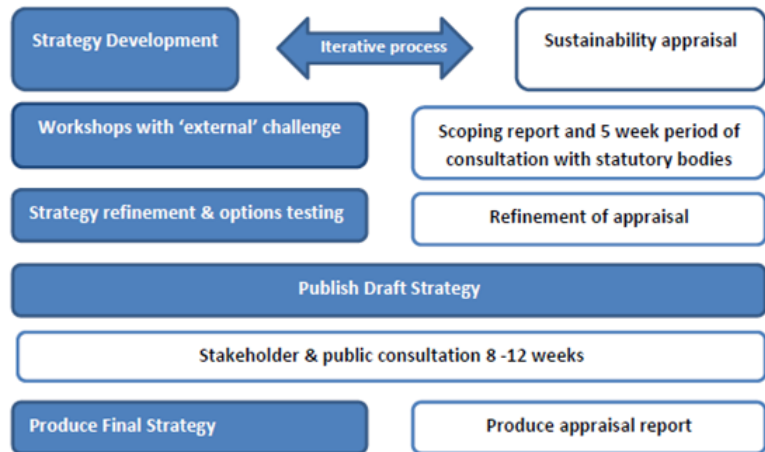 Strategy Development
Iterative process
Sustainability appraisal
Workshops with ‘external’ challenge
Scoping report and 5 week period of
consultation with statutory bodies
Strategy refinement & options testing
Refinement of appraisal
Publish Draft Strategy
Stakeholder & public consultation 8 -12 weeks
Produce Final Strategy
Produce appraisal report